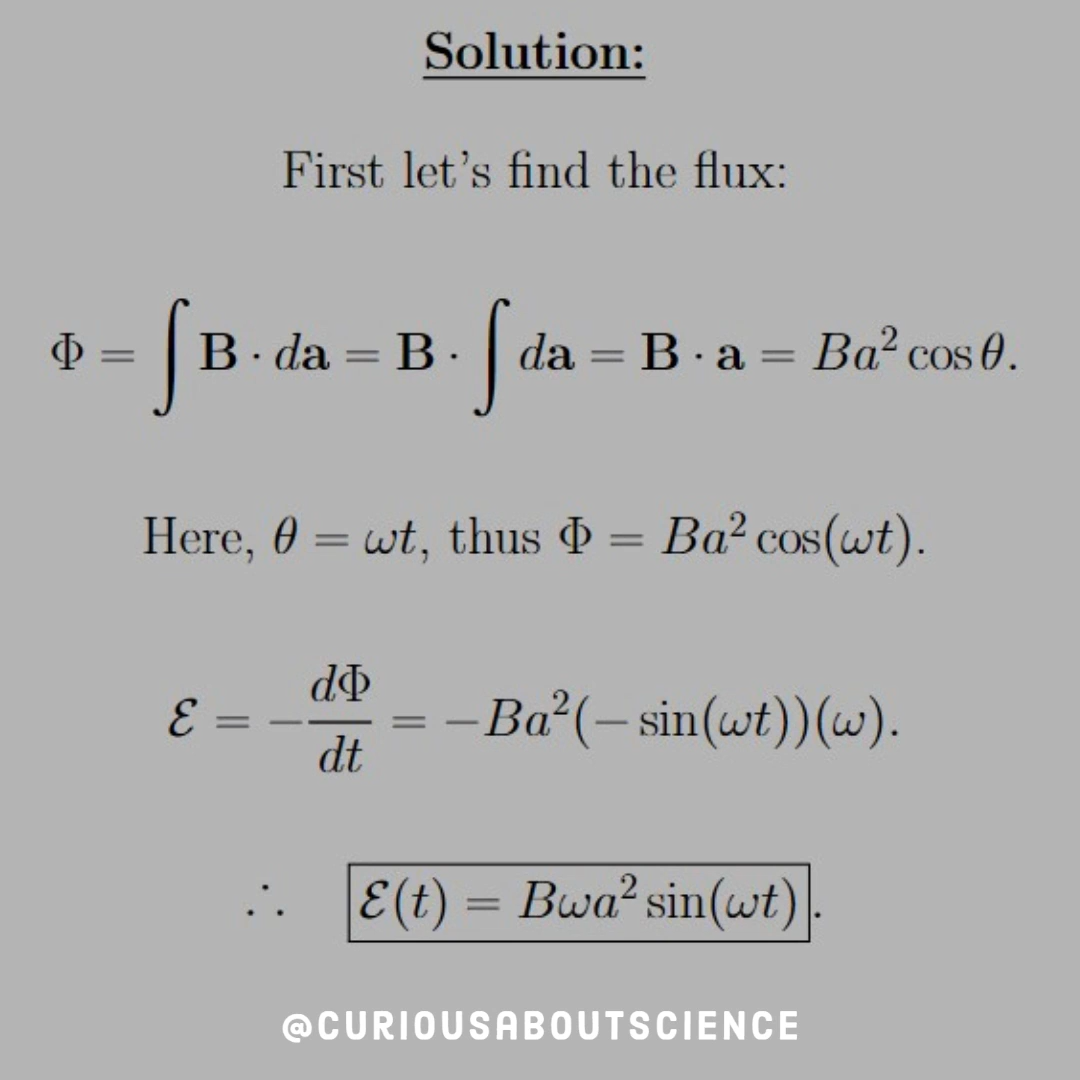 Solution:
First let's find the flux:
Φ = ∫ B · da = B · ∫ da = B · a = Ba² cos θ.
Here, θ = ωt, thus Φ = Ba² cos(ωt).
ℰ = −dΦ/dt = −Ba²(− sin(ωt))(ω).
∴ ℰ(t) = Bωa² sin(ωt).
@CURIOUSABOUTSCIENCE